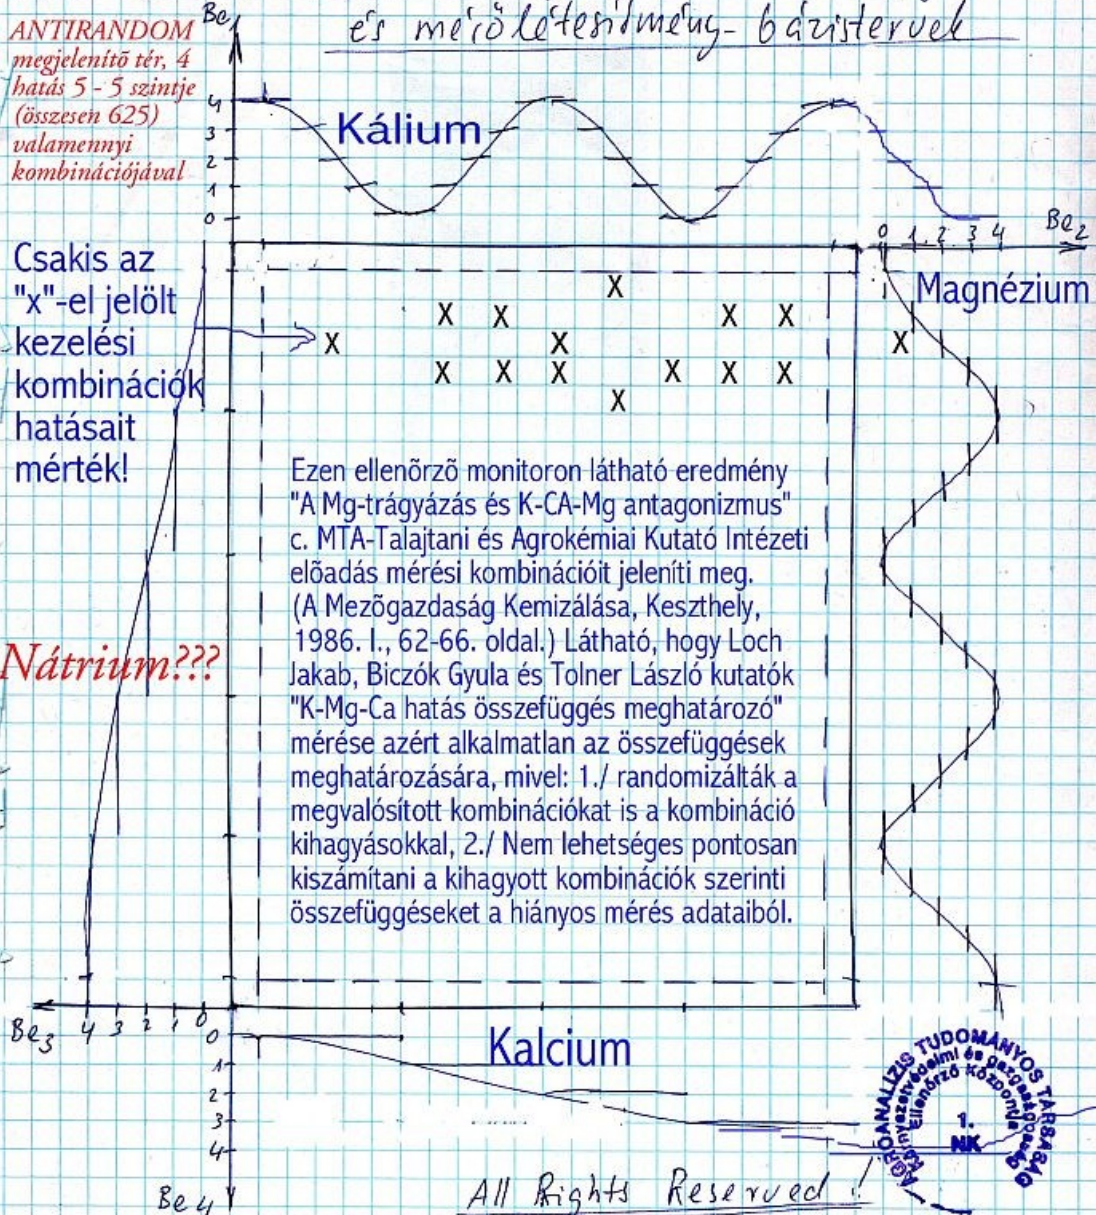 és mérőlétesítmény- bázistervek
ANTIRANDOM
megjelenítõ tér, 4
hatás 5 - 5 szintje
(összesen 625)
valamennyi
kombinációjával
Be1
4
3
2
1
0
Kálium
0 1 2 3 4
Be2
Magnézium
Csakis az
"x"-el jelölt
kezelési
kombinációk
hatásait
mérték!
X
X X X X
X X X
X X X X X X
X
Ezen ellenõrzõ monitoron látható eredmény
"A Mg-trágyázás és K-CA-Mg antagonizmus"
c. MTA-Talajtani és Agrokémiai Kutató Intézeti
elõadás mérési kombinációit jeleníti meg.
(A Mezõgazdaság Kemizálása, Keszthely,
1986. I., 62-66. oldal.) Látható, hogy Loch
Jakab, Biczók Gyula és Tolner László kutatók
"K-Mg-Ca hatás összefüggés meghatározó"
mérése azért alkalmatlan az összefüggések
meghatározására, mivel: 1./ randomizálták a
megvalósított kombinációkat is a kombináció
kihagyásokkal, 2./ Nem lehetséges pontosan
kiszámítani a kihagyott kombinációk szerinti
összefüggéseket a hiányos mérés adataiból.
Nátrium???
Be3
4 3 2 1 0
0
1
2
3
4
Be4
Kalcium
AGROANALÍZIS TUDOMÁNYOS TÁRSASÁG
Környezetvédelmi és gazdaságossági
Ellenőrző Központja
1.
NK
All Rights Reserved !